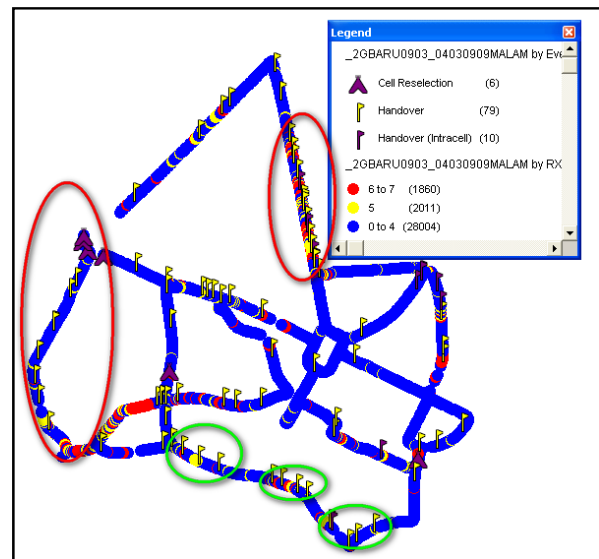 Legend
_2GBARU0903_04030909MALAM by Eve
Cell Reselection (6)
Handover (79)
Handover (Intracell) (10)
_2GBARU0903_04030909MALAM by RX
6 to 7 (1860)
5 (2011)
0 to 4 (28004)